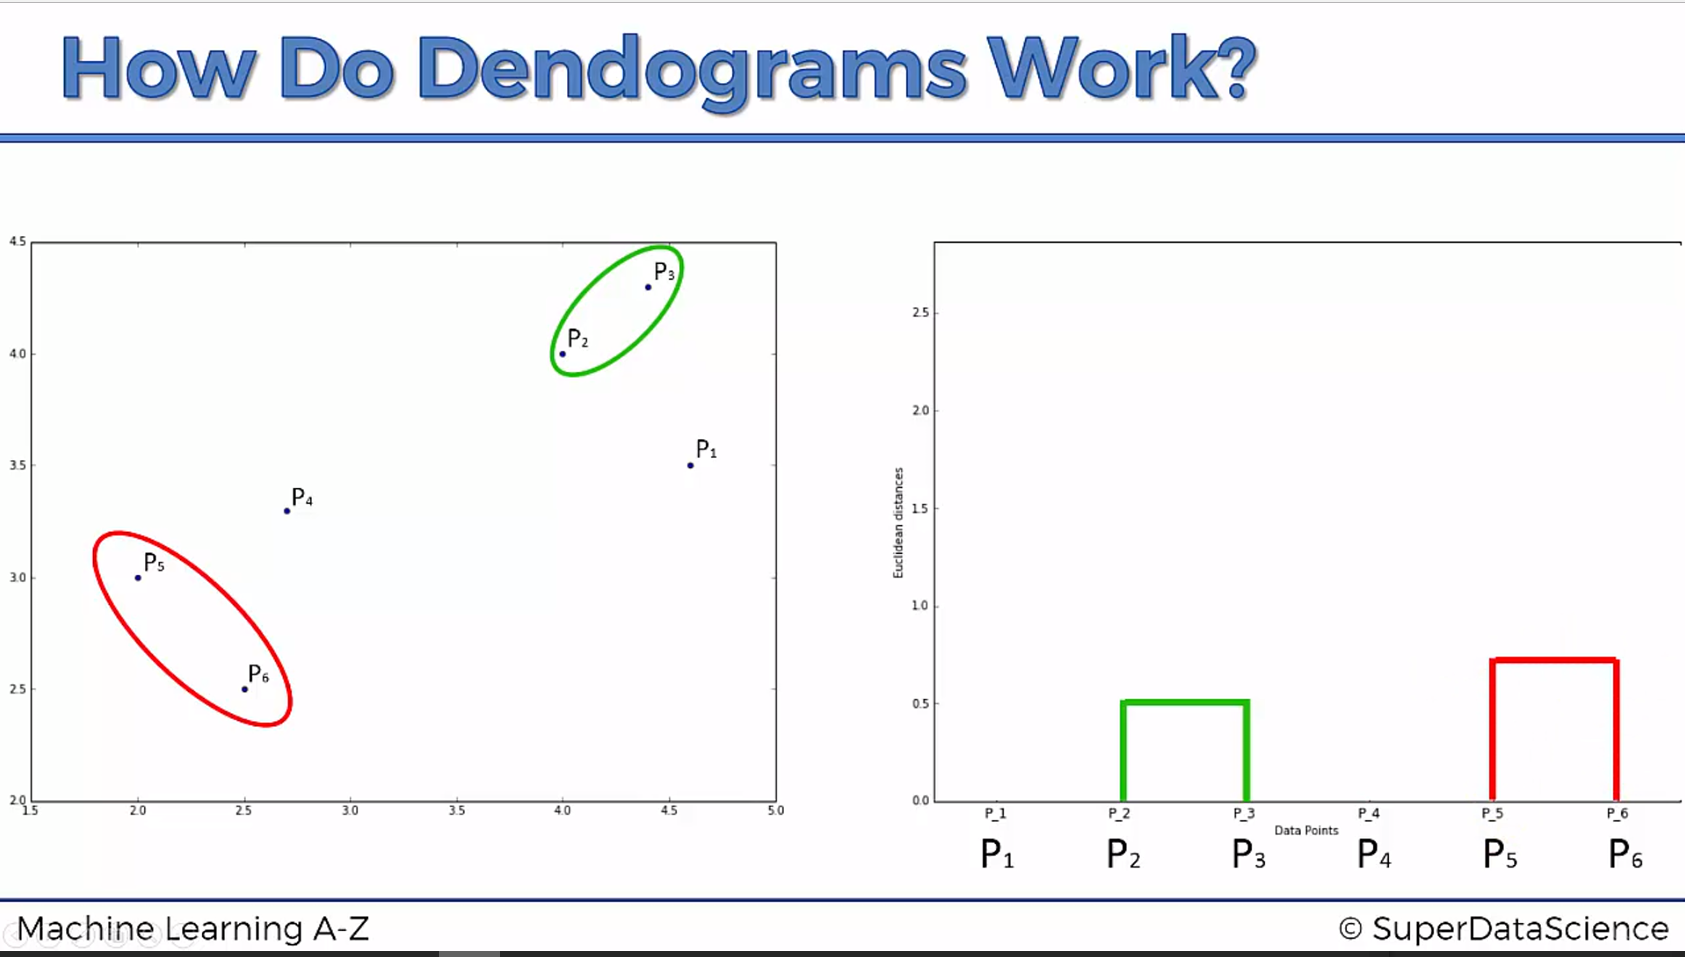 How Do Dendograms Work?
4.5
4.0
3.5
3.0
2.5
2.0
1.5 2.0 2.5 3.0 3.5 4.0 4.5 5.0
P3
P2
P1
P4
P5
P6
Euclidean distances
2.5
2.0
1.5
1.0
0.5
0.0
P_1 P_2 P_3 P_4 P_5 P_6
Data Points
P1 P2 P3 P4 P5 P6
Machine Learning A-Z
© SuperDataScience